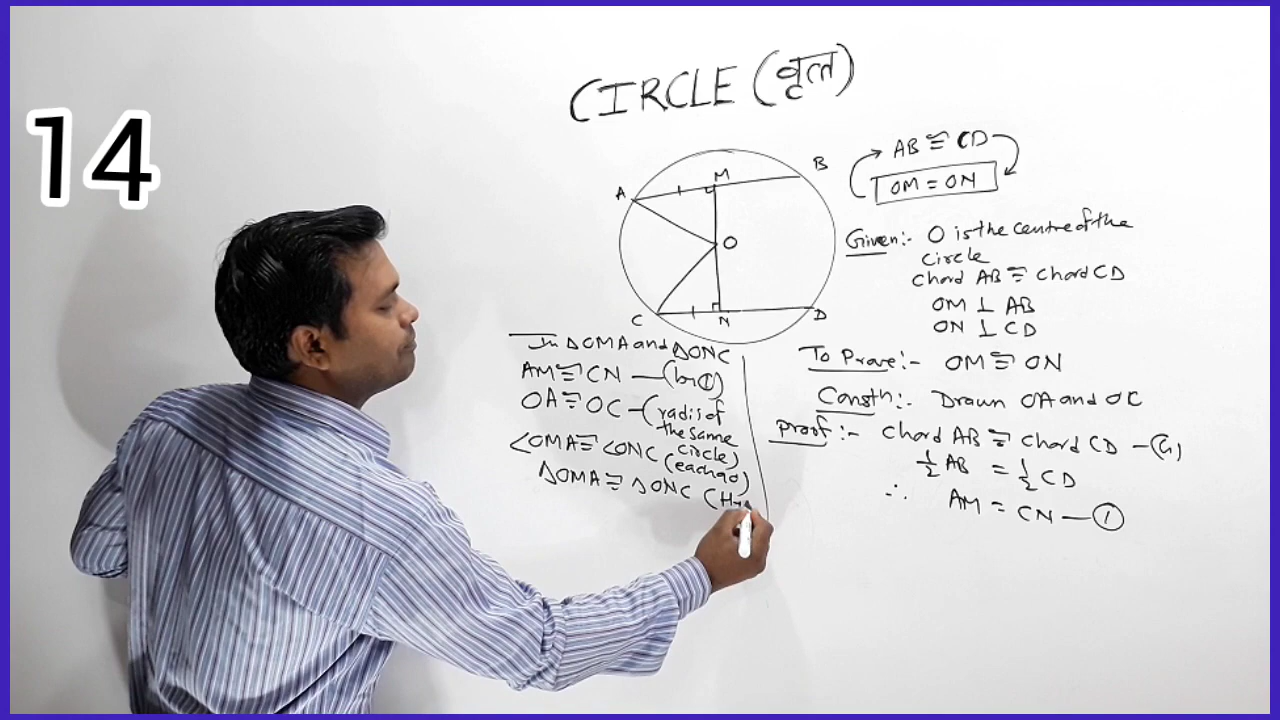 14
CIRCLE (वृत्त)
A
M
B
O
C
N
D
AB ≅ CD
OM = ON
Given:- O is the centre of the
circle
Chord AB ≅ Chord CD
OM ⊥ AB
ON ⊥ CD
To Prove:- OM ≅ ON
Constn:- Drawn OA and OC
Proof:- Chord AB ≅ Chord CD -(G)
1/2 AB = 1/2 CD
∴ AM = CN — ①
In ΔOMA and ΔONC
AM ≅ CN — (by ①)
OA ≅ OC - (radis of
the same
circle)
<OMA ≅ <ONC (each 90)
ΔOMA ≅ ΔONC (Hy